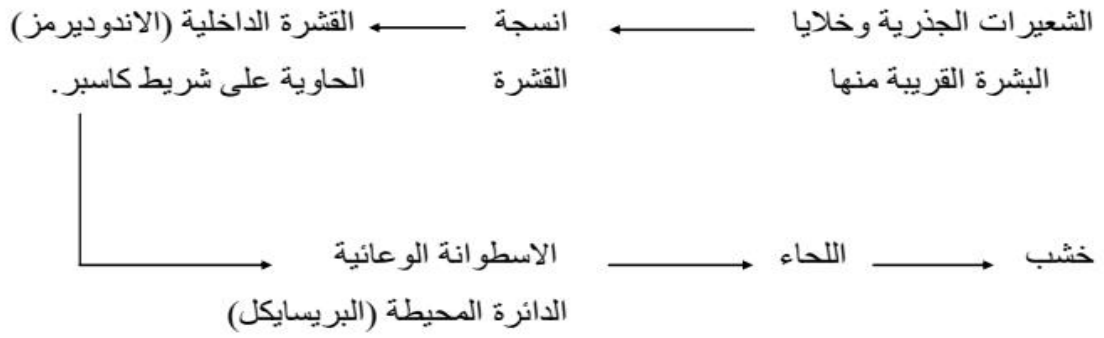 الشعيرات الجذرية وخلايا انسجة القشرة الداخلية (الاندوديرمز)
البشرة القريبة منها القشرة الحاوية على شريط كاسبر.
الاسطوانة الوعائية اللحاء خشب
الدائرة المحيطة (البريسايكل)